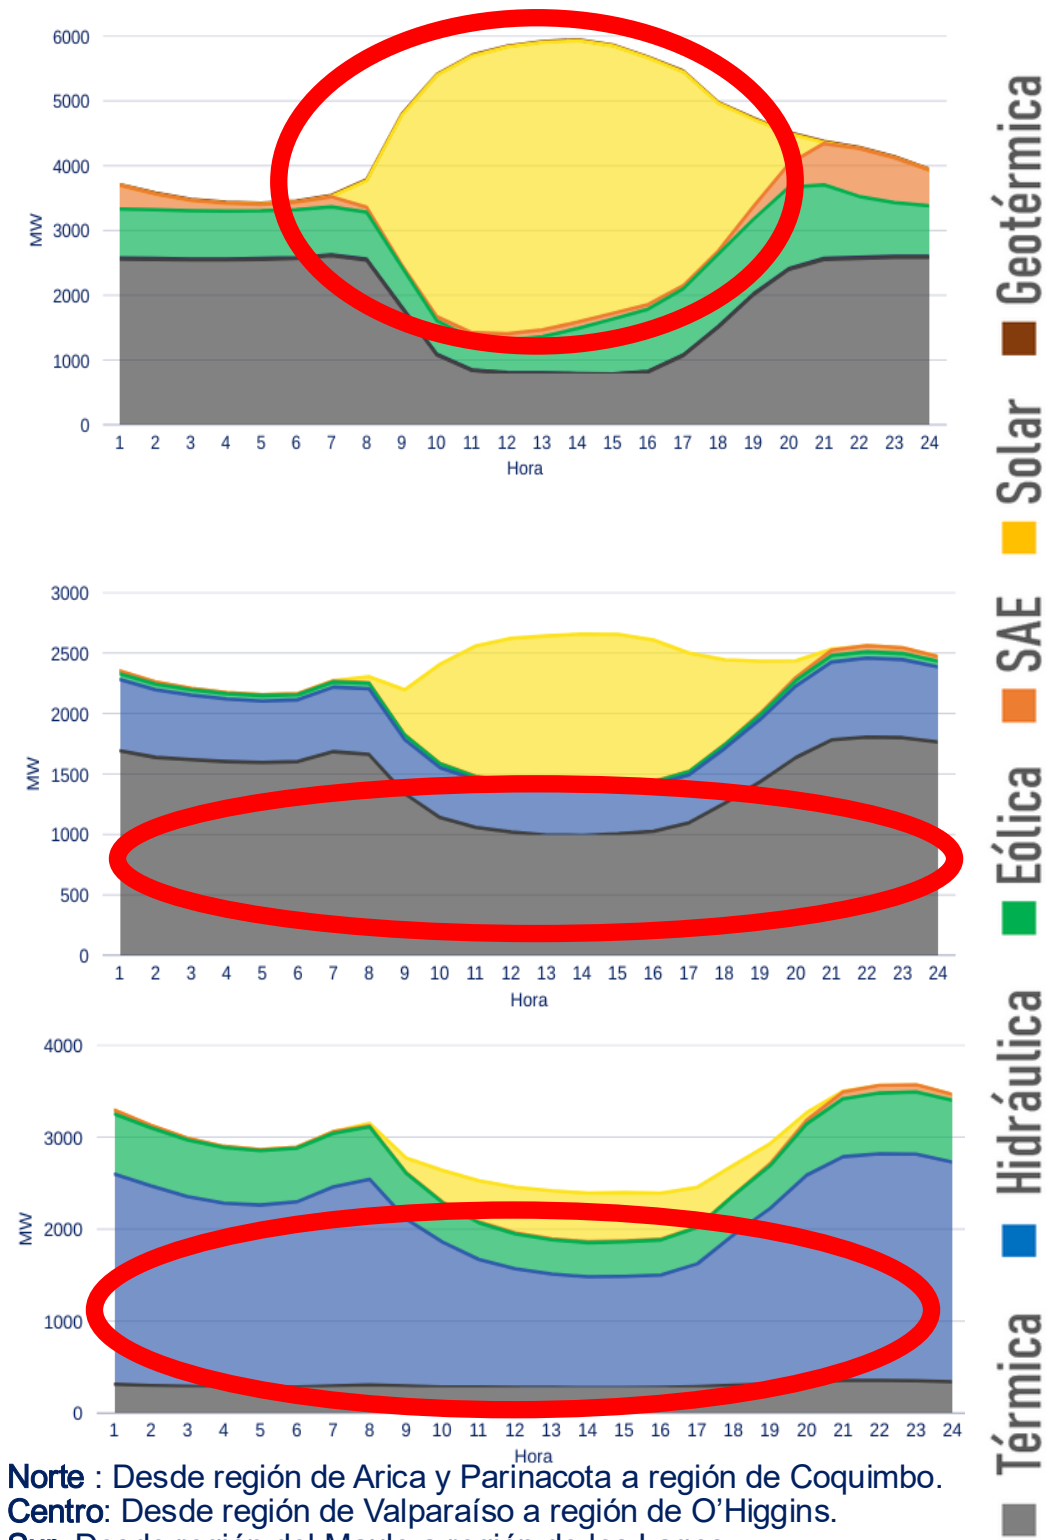 6000
5000
4000
3000
2000
1000
0
MW
1 2 3 4 5 6 7 8 9 10 11 12 13 14 15 16 17 18 19 20 21 22 23 24
Hora
3000
2500
2000
1500
1000
500
0
MW
1 2 3 4 5 6 7 8 9 10 11 12 13 14 15 16 17 18 19 20 21 22 23 24
Hora
4000
3000
2000
1000
0
MW
1 2 3 4 5 6 7 8 9 10 11 12 13 14 15 16 17 18 19 20 21 22 23 24
Hora
Térmica Hidráulica Eólica SAE Solar Geotérmica
Norte : Desde región de Arica y Parinacota a región de Coquimbo.
Centro: Desde región de Valparaíso a región de O’Higgins.